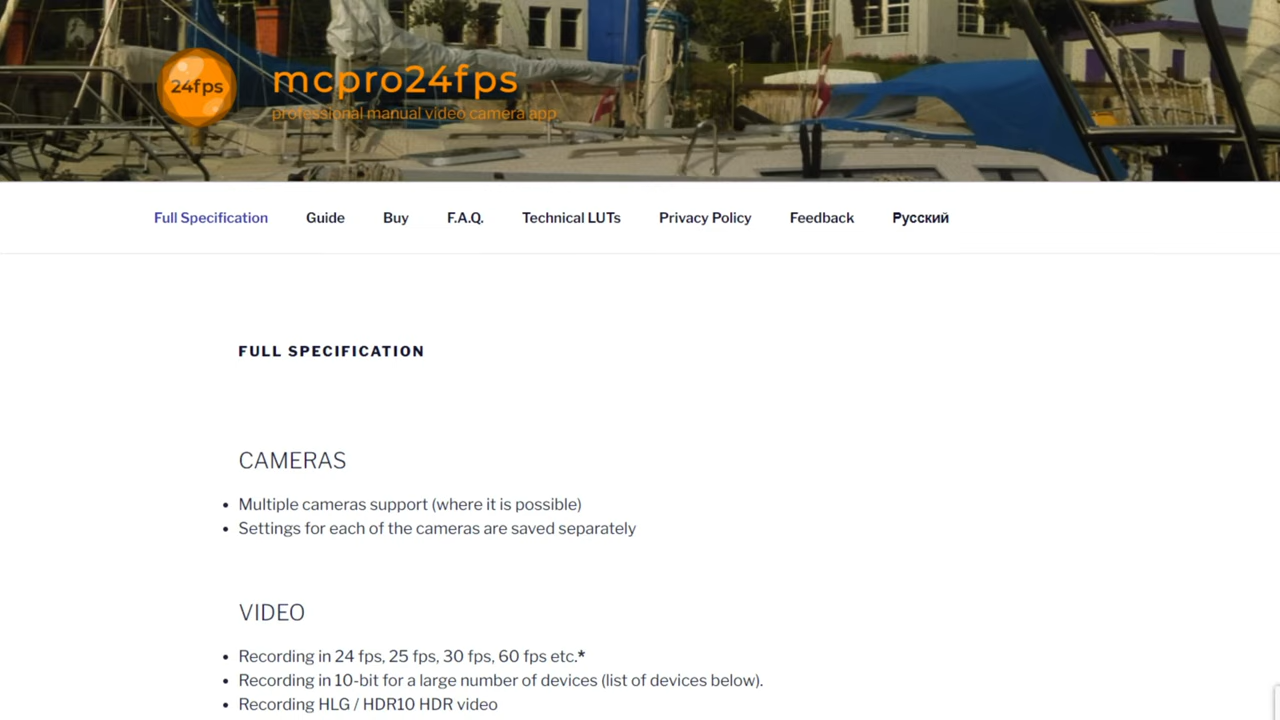 24fps
mcpro24fps
professional manual video camera app
Full Specification Guide Buy F.A.Q. Technical LUTs Privacy Policy Feedback Русский
FULL SPECIFICATION
CAMERAS
• Multiple cameras support (where it is possible)
• Settings for each of the cameras are saved separately
VIDEO
• Recording in 24 fps, 25 fps, 30 fps, 60 fps etc.*
• Recording in 10-bit for a large number of devices (list of devices below).
• Recording HLG / HDR10 HDR video